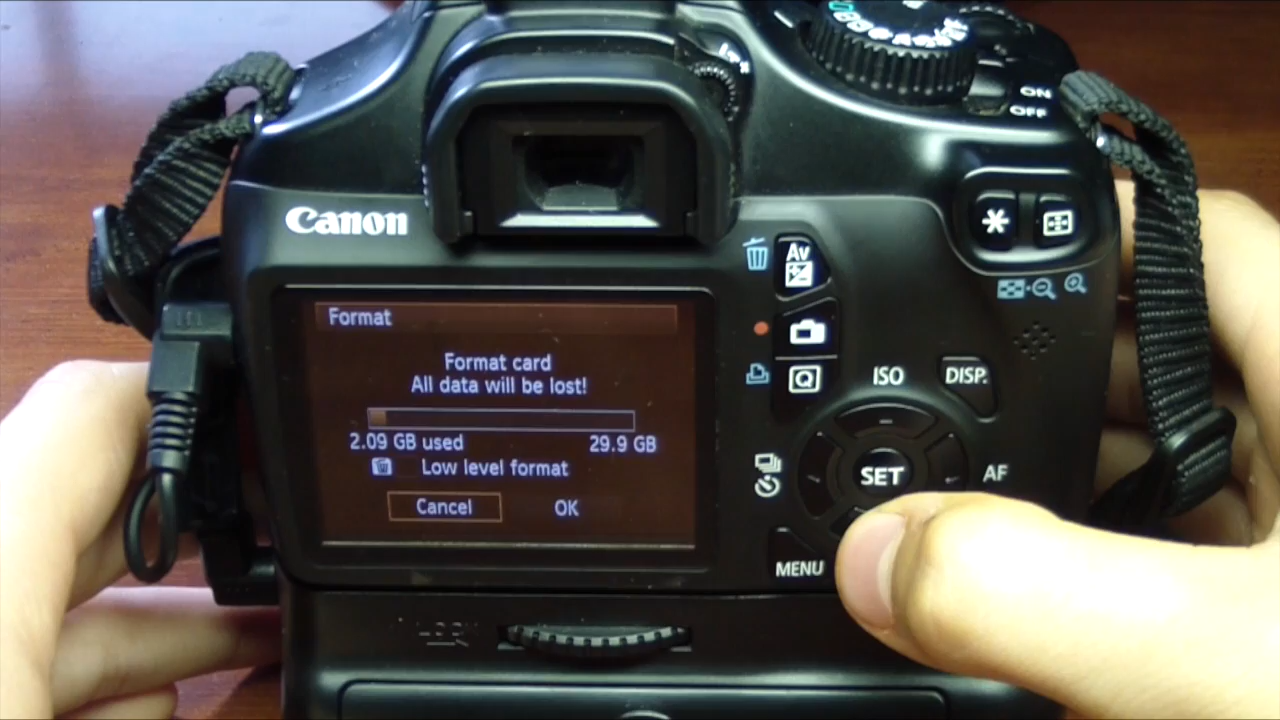 ON
OFF
Canon
Av
Format
Format card
All data will be lost!
2.09 GB used 29.9 GB
Low level format
Cancel OK
Q
ISO
DISP.
SET
AF
MENU